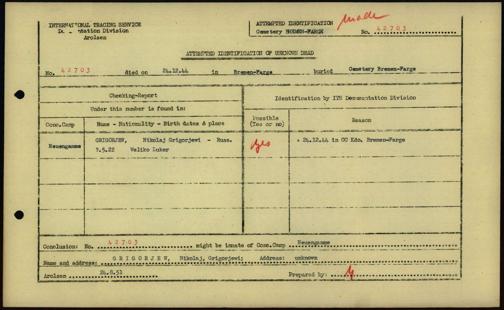 INTERNATIONAL TRACING SERVICE
Documentation Division
Arolsen
ATTEMPTED IDENTIFICATION made
Cemetery BREMEN-FARGE No. 42703
ATTEMPTED IDENTIFICATION OF UNKNOWN DEAD
No. 42703 died on 24.12.44 in Bremen-Farge buried Cemetery Bremen-Farge
Checking-Report
Under this number is found in:
Identification by ITS Documentation Division
Conc.Camp
Name - Nationality - Birth dates & place
Possible
(Yes or no)
Reason
Neuengamme
GRIGORJEW, Nikolaj Grigorjewi - Russ.
7.5.22 Veliko Luker
yes
+ 24.12.44 in CC Kdo. Bremen-Farge
Conclusion: No. 42703 might be inmate of Conc.Camp Neuengamme
Name and address: GRIGORJEW, Nikolaj, Grigorjewi; Address: unknown
Arolsen 24.8.51 Prepared by: